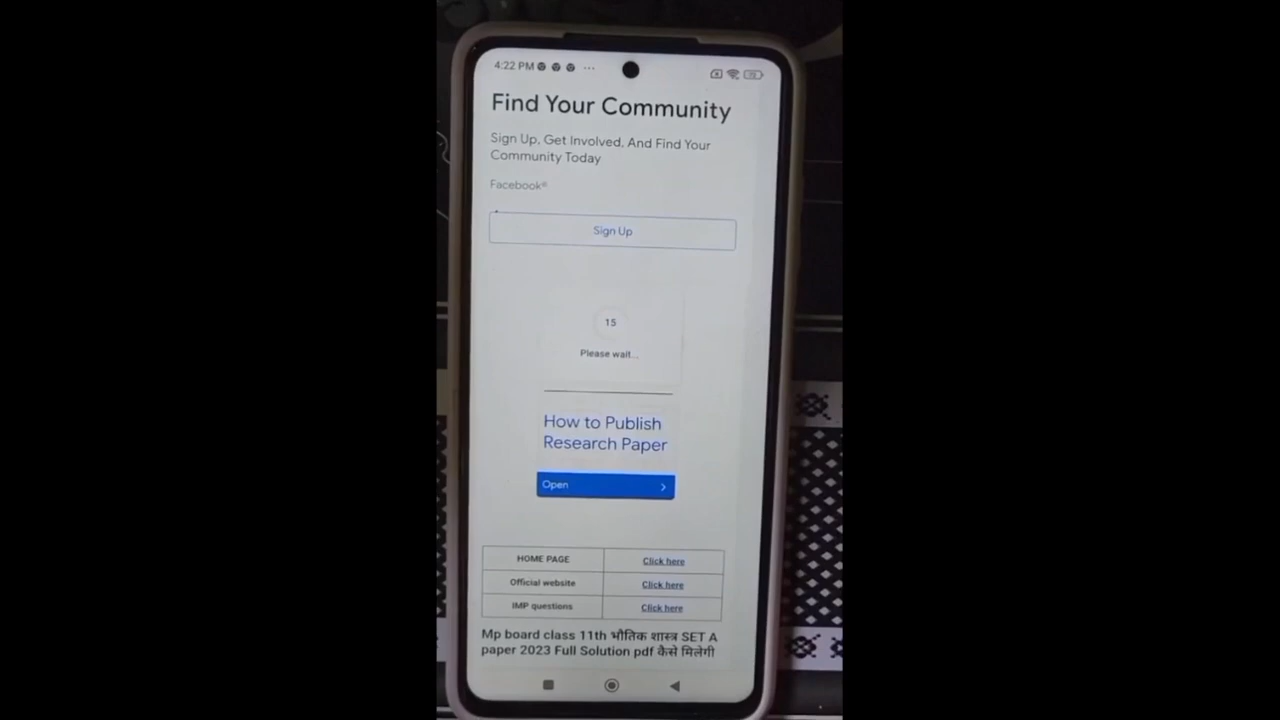 4:22 PM
Find Your Community
Sign Up, Get Involved, And Find Your
Community Today
Facebook®
Sign Up
15
Please wait...
How to Publish
Research Paper
Open
HOME PAGE Click here
Official website Click here
IMP questions Click here
Mp board class 11th भौतिक शास्त्र SET A
paper 2023 Full Solution pdf कैसे मिलेगी